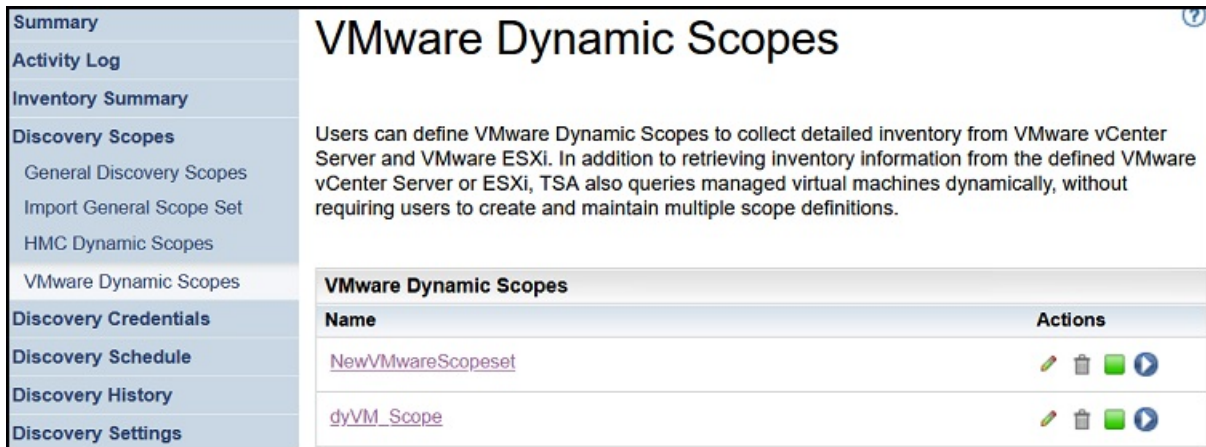 Summary
Activity Log
Inventory Summary
Discovery Scopes
General Discovery Scopes
Import General Scope Set
HMC Dynamic Scopes
VMware Dynamic Scopes
Discovery Credentials
Discovery Schedule
Discovery History
Discovery Settings
VMware Dynamic Scopes
?
Users can define VMware Dynamic Scopes to collect detailed inventory from VMware vCenter
Server and VMware ESXi. In addition to retrieving inventory information from the defined VMware
vCenter Server or ESXi, TSA also queries managed virtual machines dynamically, without
requiring users to create and maintain multiple scope definitions.
VMware Dynamic Scopes
Name Actions
NewVMwareScopeset
dyVM_Scope